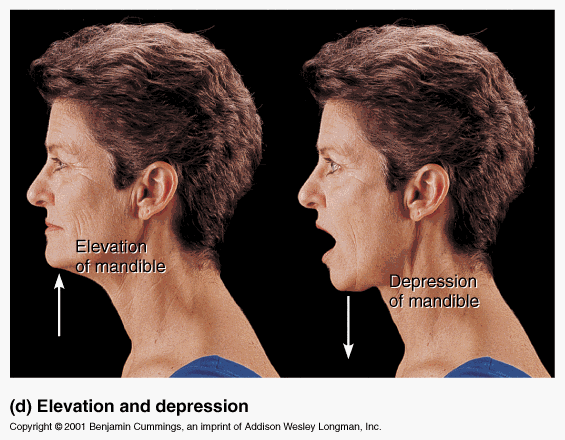 Elevation
of mandible
Depression
of mandible
(d) Elevation and depression
Copyright © 2001 Benjamin Cummings, an imprint of Addison Wesley Longman, Inc.